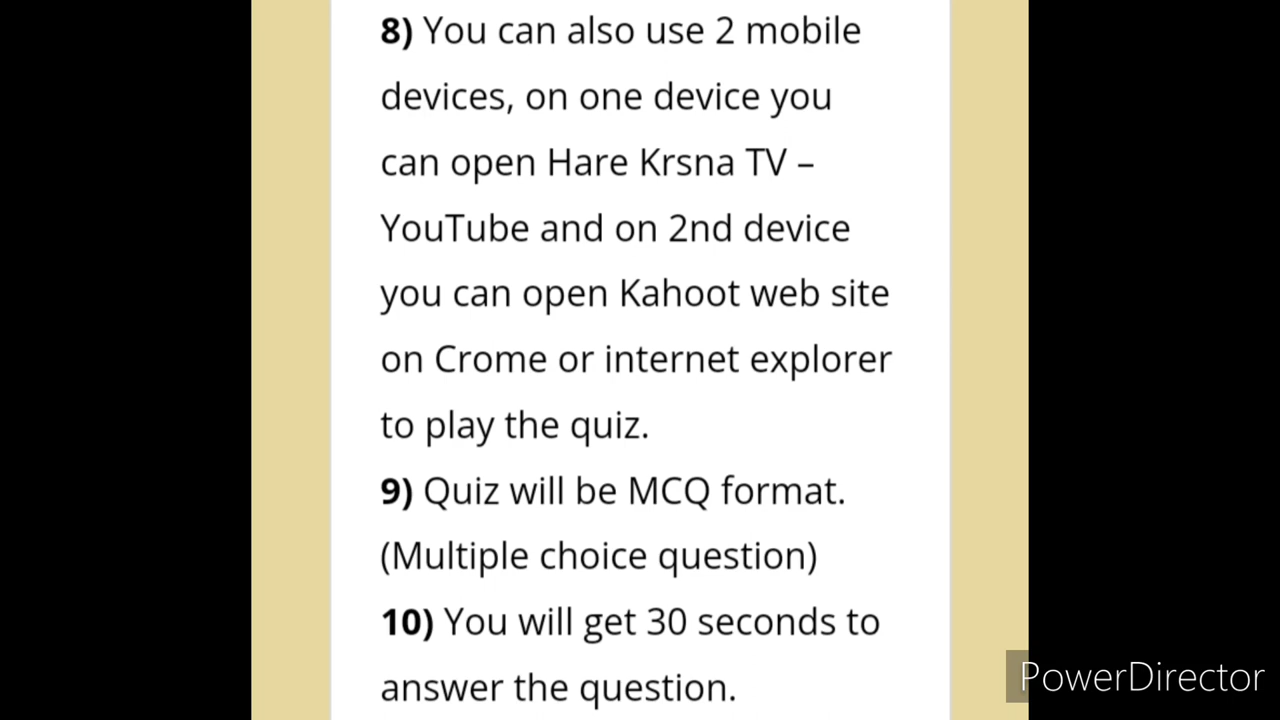 8) You can also use 2 mobile
devices, on one device you
can open Hare Krsna TV –
YouTube and on 2nd device
you can open Kahoot web site
on Crome or internet explorer
to play the quiz.
9) Quiz will be MCQ format.
(Multiple choice question)
10) You will get 30 seconds to
answer the question.
PowerDirector